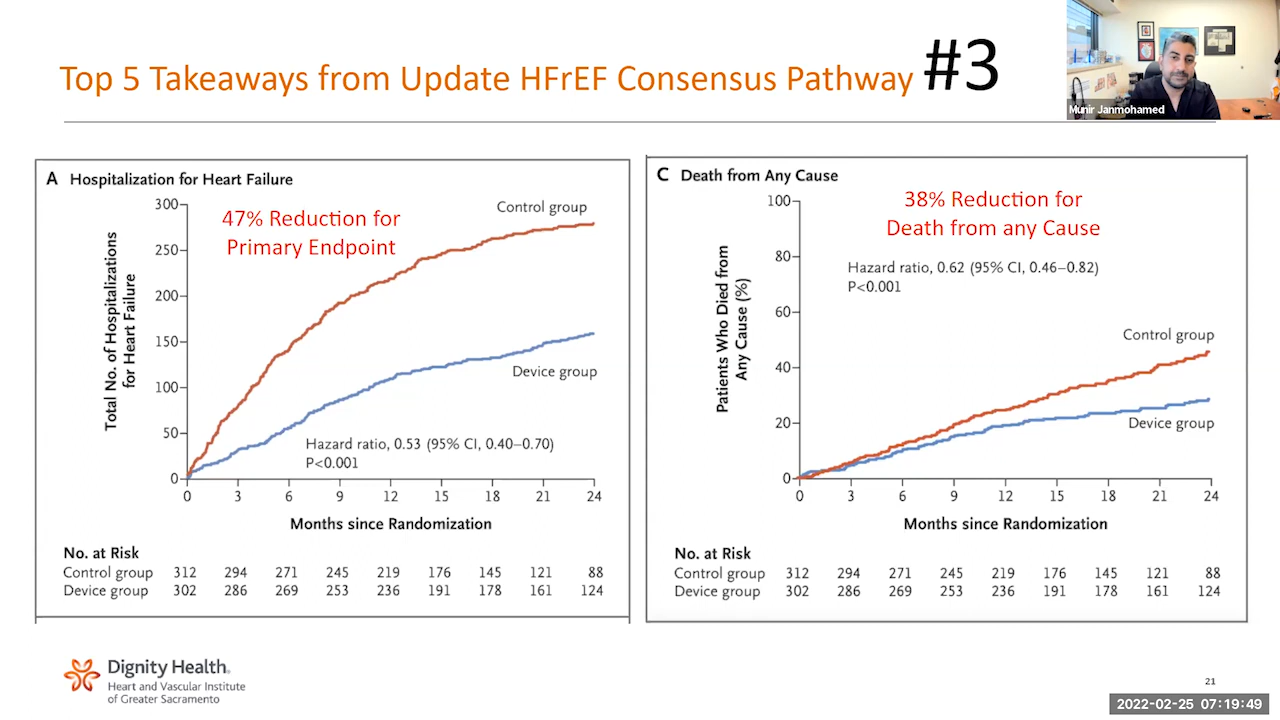 Top 5 Takeaways from Update HFrEF Consensus Pathway #3
Munir Janmohamed
A Hospitalization for Heart Failure
47% Reduction for
Primary Endpoint
Control group
Device group
Hazard ratio, 0.53 (95% CI, 0.40–0.70)
P<0.001
Total No. of Hospitalizations
for Heart Failure
300
250
200
150
100
50
0
0 3 6 9 12 15 18 21 24
Months since Randomization
No. at Risk
Control group 312 294 271 245 219 176 145 121 88
Device group 302 286 269 253 236 191 178 161 124
C Death from Any Cause
38% Reduction for
Death from any Cause
Hazard ratio, 0.62 (95% CI, 0.46–0.82)
P<0.001
Control group
Device group
Patients Who Died from
Any Cause (%)
100
80
60
40
20
0
0 3 6 9 12 15 18 21 24
Months since Randomization
No. at Risk
Control group 312 294 271 245 219 176 145 121 88
Device group 302 286 269 253 236 191 178 161 124
Dignity Health.
Heart and Vascular Institute
of Greater Sacramento
21
2022-02-25 07:19:49